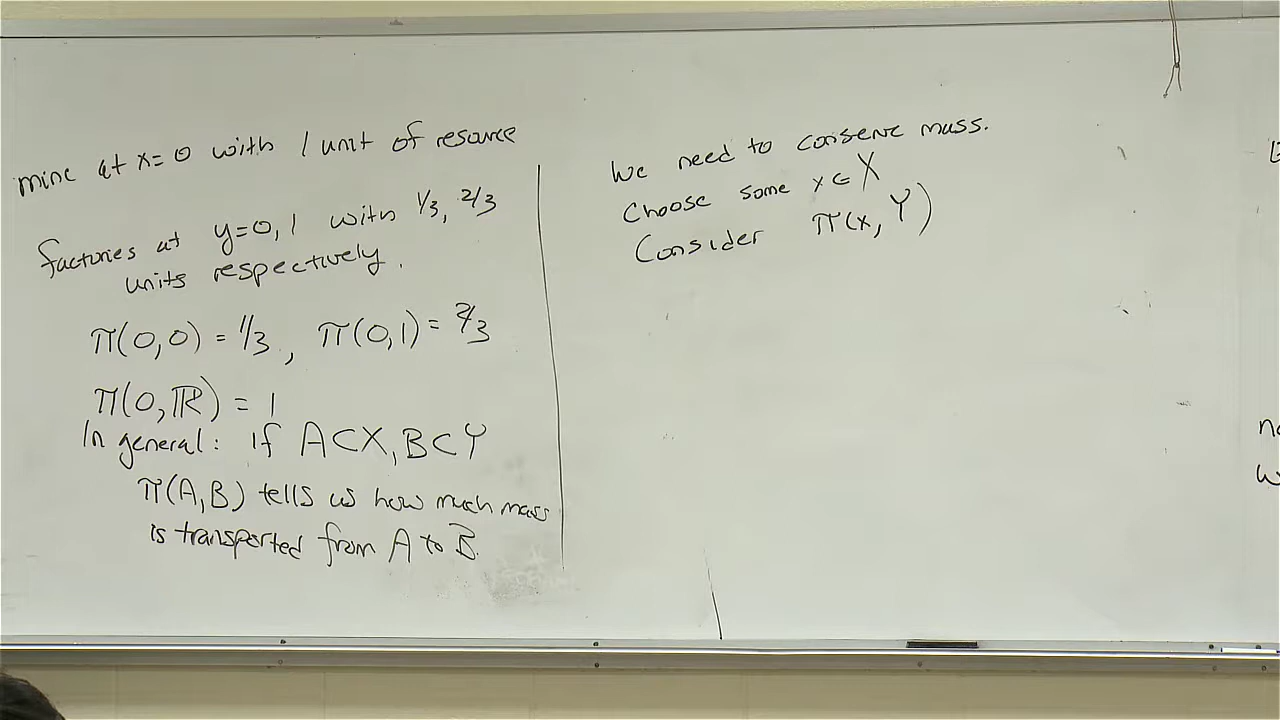 mine at x=0 with 1 unit of resource
factories at y=0,1 with 1/3, 2/3
units respectively.
π(0,0) = 1/3, π(0,1) = 2/3
π(0,ℝ) = 1
In general: if A⊂X, B⊂Y
π(A,B) tells us how much mass
is transported from A to B.
We need to conserve mass.
Choose some x ∈ X
Consider π(x, Y)